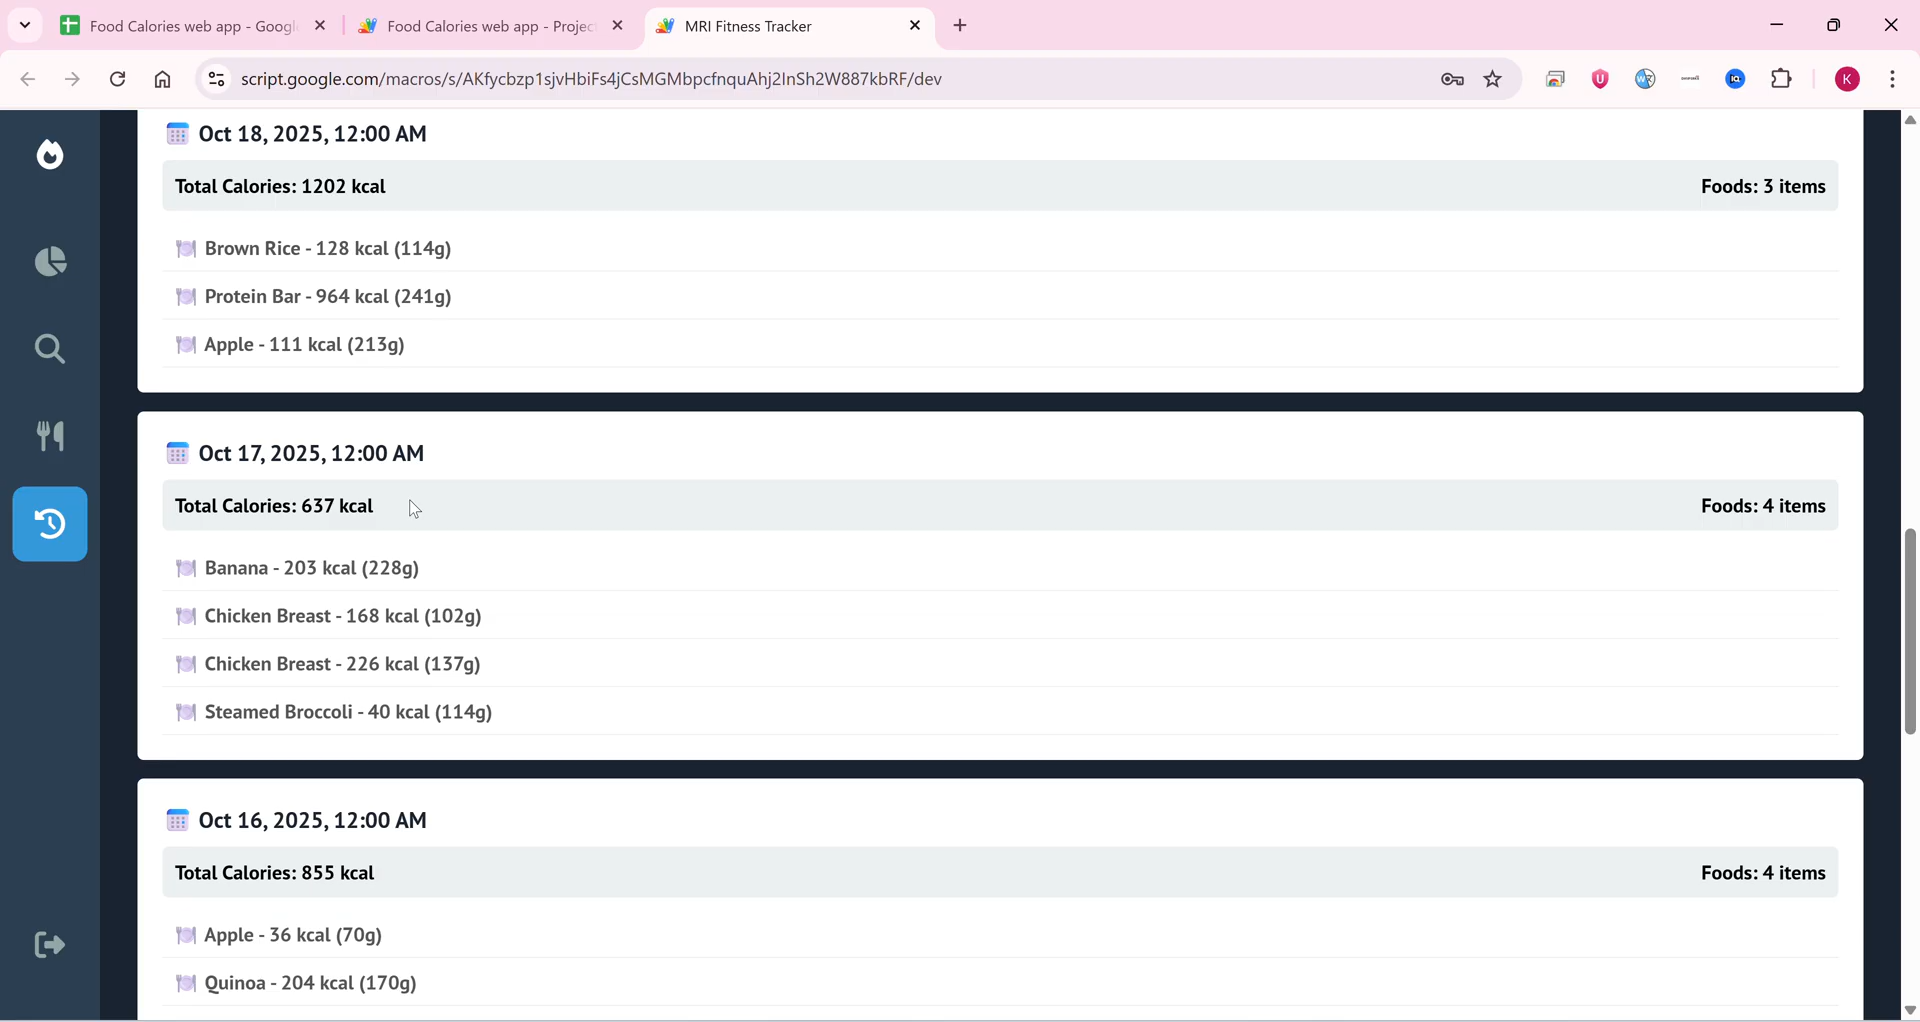 Food Calories web app - Googl
Food Calories web app - Projec
MRI Fitness Tracker
script.google.com/macros/s/AKfycbzp1sjvHbiFs4jCsMGMbpcfnquAhj2InSh2W887kbRF/dev
K
Oct 18, 2025, 12:00 AM
Total Calories: 1202 kcal
Foods: 3 items
Brown Rice - 128 kcal (114g)
Protein Bar - 964 kcal (241g)
Apple - 111 kcal (213g)
Oct 17, 2025, 12:00 AM
Total Calories: 637 kcal
Foods: 4 items
Banana - 203 kcal (228g)
Chicken Breast - 168 kcal (102g)
Chicken Breast - 226 kcal (137g)
Steamed Broccoli - 40 kcal (114g)
Oct 16, 2025, 12:00 AM
Total Calories: 855 kcal
Foods: 4 items
Apple - 36 kcal (70g)
Quinoa - 204 kcal (170g)